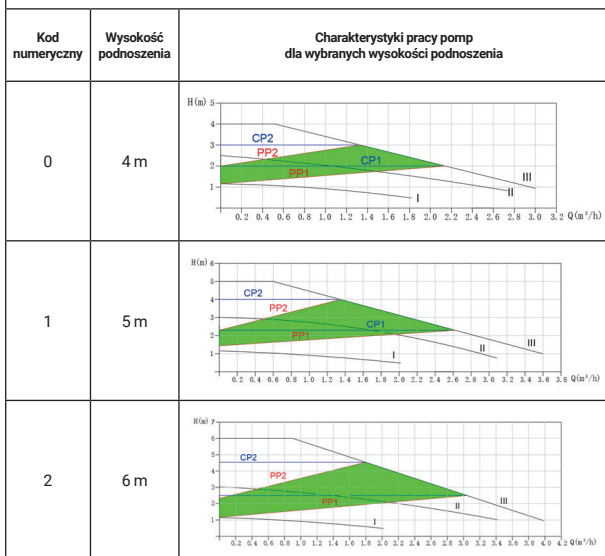 Kod numeryczny
Wysokość podnoszenia
Charakterystyki pracy pomp
dla wybranych wysokości podnoszenia
0
4 m
H(m) 5
4
CP2
3
PP2
2
CP1
PP1
III
1
II
I
0.2 0.4 0.6 0.8 1.0 1.2 1.4 1.6 1.8 2.0 2.2 2.4 2.6 2.8 3.0 3.2 Q(m³/h)
1
5 m
H(m) 6
5
CP2
4
PP2
3
CP1
2
PP1
III
II
I
1
0.2 0.4 0.6 0.8 1.0 1.2 1.4 1.6 1.8 2.0 2.2 2.4 2.6 2.8 3.0 3.2 3.4 3.6 3.8 Q(m³/h)
2
6 m
H(m) 7
6
5
CP2
4
PP2
3
2
PP1
III
II
I
1
0.2 0.4 0.6 0.8 1.0 1.2 1.4 1.6 1.8 2.0 2.2 2.4 2.6 2.8 3.0 3.2 3.4 3.6 3.8 4.0 4.2 Q(m³/h)